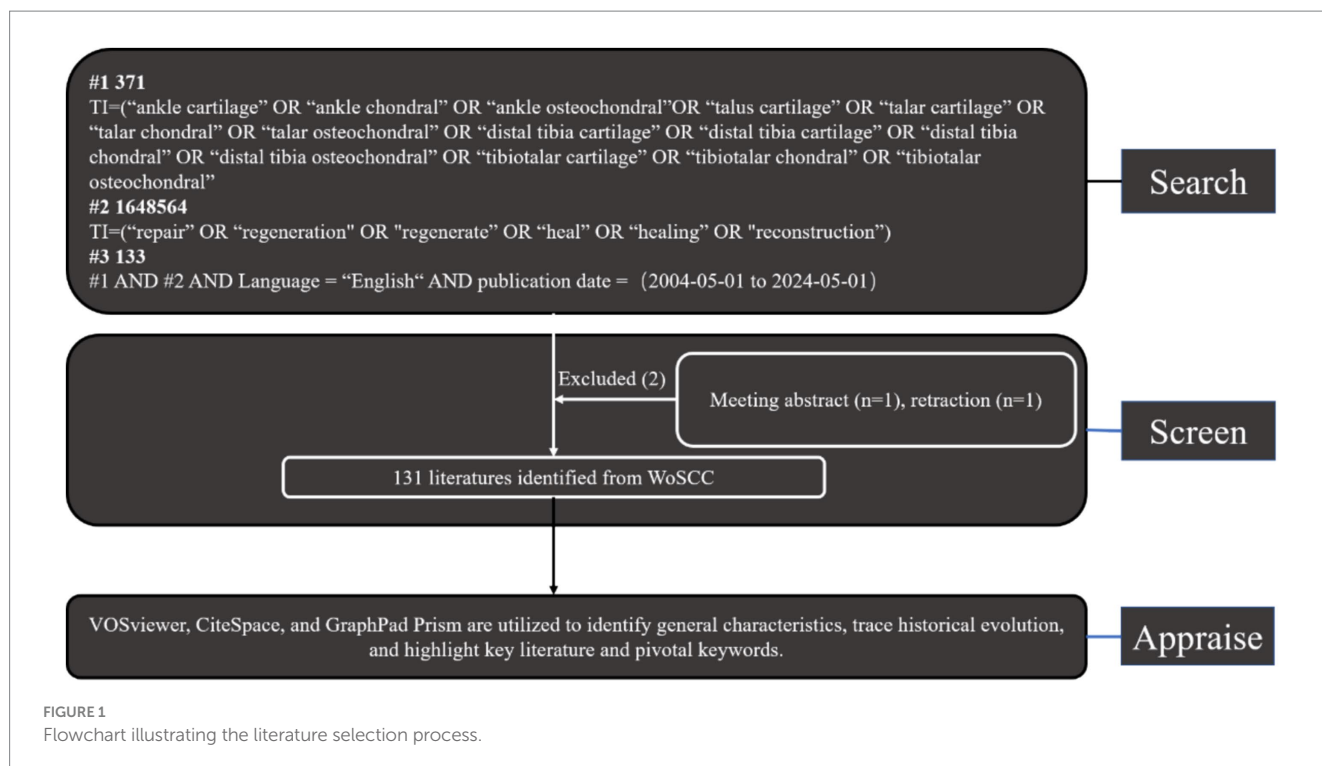 #1 371
TI=(“ankle cartilage” OR “ankle chondral” OR “ankle osteochondral”OR “talus cartilage” OR “talar cartilage” OR
“talar chondral” OR “talar osteochondral” OR “distal tibia cartilage” OR “distal tibia cartilage” OR “distal tibia
chondral” OR “distal tibia osteochondral” OR “tibiotalar cartilage” OR “tibiotalar chondral” OR “tibiotalar
osteochondral”
#2 1648564
TI=(“repair” OR “regeneration" OR "regenerate” OR “heal” OR “healing” OR "reconstruction”)
#3 133
#1 AND #2 AND Language = “English“ AND publication date = （2004-05-01 to 2024-05-01）
Search
Excluded (2)
Meeting abstract (n=1), retraction (n=1)
131 literatures identified from WoSCC
Screen
VOSviewer, CiteSpace, and GraphPad Prism are utilized to identify general characteristics, trace historical evolution,
and highlight key literature and pivotal keywords.
Appraise
FIGURE 1
Flowchart illustrating the literature selection process.